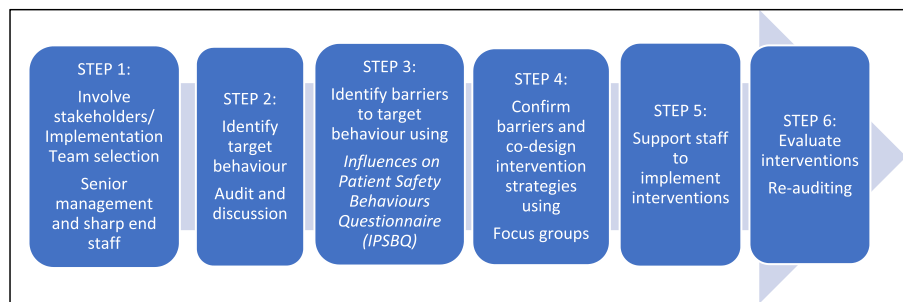 STEP 1:
Involve
stakeholders/
Implementation
Team selection
Senior
management
and sharp end
staff
STEP 2:
Identify
target
behaviour
Audit and
discussion
STEP 3:
Identify barriers
to target
behaviour using
Influences on
Patient Safety
Behaviours
Questionnaire
(IPSBQ)
STEP 4:
Confirm
barriers and
co-design
intervention
strategies
using
Focus groups
STEP 5:
Support staff
to
implement
interventions
STEP 6:
Evaluate
interventions
Re-auditing